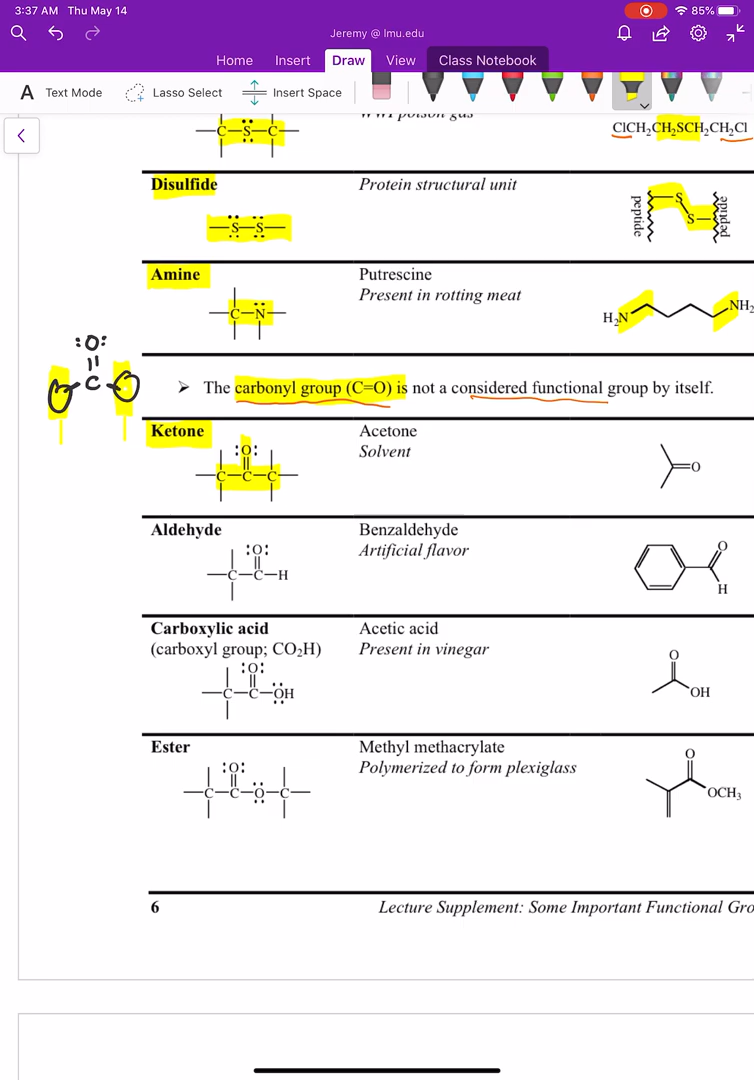 3:37 AM Thu May 14
85%
Jeremy @ lmu.edu
Home Insert Draw View Class Notebook
A Text Mode Lasso Select Insert Space
C S C
WWI poison gas
ClCH2CH2SCH2CH2Cl
Disulfide
Protein structural unit
S S
peptide S S peptide
Amine
Putrescine
Present in rotting meat
C N
H2N NH2
:O:
C
➢ The carbonyl group (C=O) is not a considered functional group by itself.
Ketone
Acetone
Solvent
:O:
C C C
O
Aldehyde
Benzaldehyde
Artificial flavor
:O:
C C H
O
H
Carboxylic acid
(carboxyl group; CO2H)
Acetic acid
Present in vinegar
:O:
C C OH
O
OH
Ester
Methyl methacrylate
Polymerized to form plexiglass
:O:
C C O C
O
OCH3
6
Lecture Supplement: Some Important Functional Gro